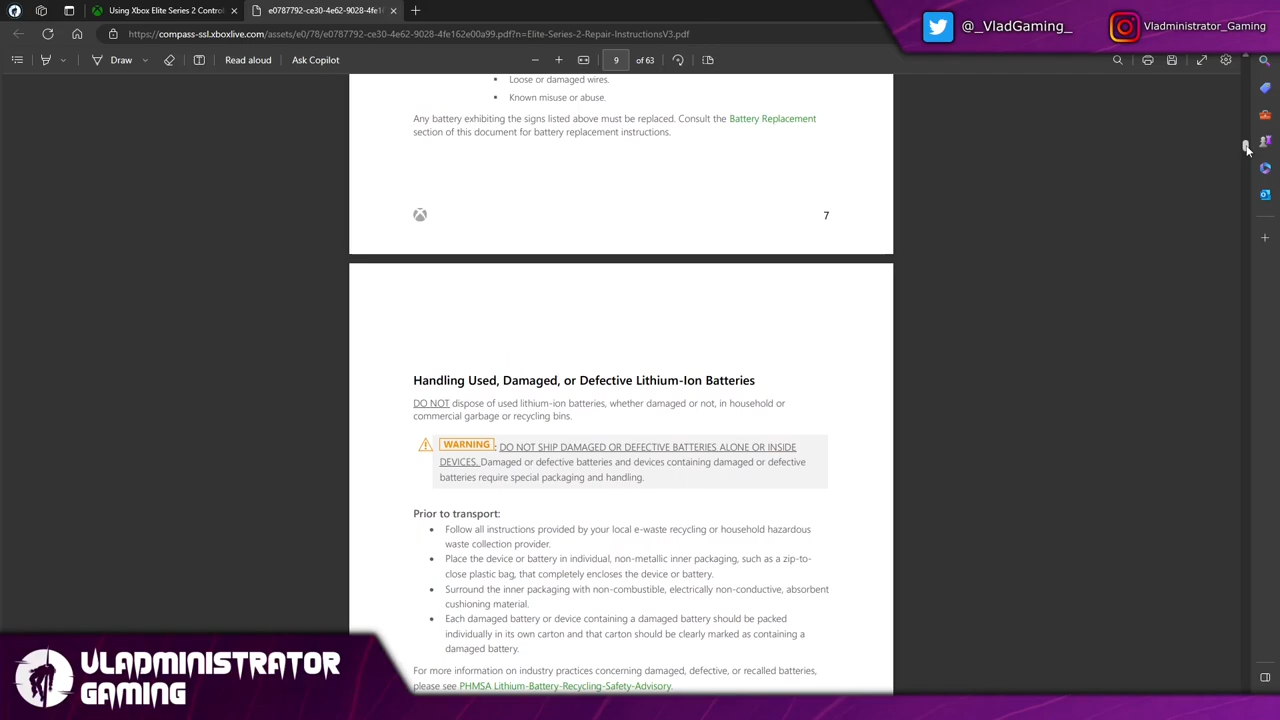 Using Xbox Elite Series 2 Control
e0787792-ce30-4e62-9028-4fe1
https://compass-ssl.xboxlive.com/assets/e0/78/e0787792-ce30-4e62-9028-4fe162e00a99.pdf?n=Elite-Series-2-Repair-InstructionsV3.pdf
@_VladGaming_
Vladministrator_Gaming
Draw
Read aloud
Ask Copilot
9
of 63
Loose or damaged wires.
Known misuse or abuse.
Any battery exhibiting the signs listed above must be replaced. Consult the Battery Replacement
section of this document for battery replacement instructions.
7
Handling Used, Damaged, or Defective Lithium-Ion Batteries
DO NOT dispose of used lithium-ion batteries, whether damaged or not, in household or
commercial garbage or recycling bins.
WARNING: DO NOT SHIP DAMAGED OR DEFECTIVE BATTERIES ALONE OR INSIDE
DEVICES. Damaged or defective batteries and devices containing damaged or defective
batteries require special packaging and handling.
Prior to transport:
Follow all instructions provided by your local e-waste recycling or household hazardous
waste collection provider.
Place the device or battery in individual, non-metallic inner packaging, such as a zip-to-
close plastic bag, that completely encloses the device or battery.
Surround the inner packaging with non-combustible, electrically non-conductive, absorbent
cushioning material.
Each damaged battery or device containing a damaged battery should be packed
individually in its own carton and that carton should be clearly marked as containing a
damaged battery.
For more information on industry practices concerning damaged, defective, or recalled batteries,
please see PHMSA Lithium-Battery-Recycling-Safety-Advisory.
VLADMINISTRATOR
GAMING